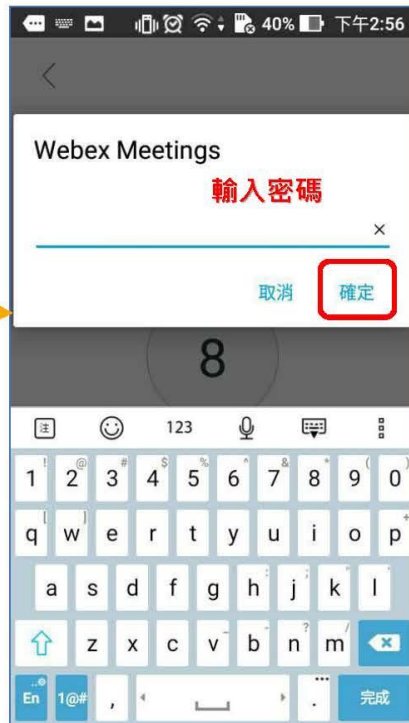 40% 下午2:56
Webex Meetings
輸入密碼
×
取消 確定
8
注 123
1 ! 2 @ 3 # 4 $ 5 % 6 ^ 7 & 8 * 9 ( 0 )
q [ w ] e r t y u i o p +
a s d f g h : j ; k " l '
z x c v - b - n ? m / ×
En 1@# , . ... 完成